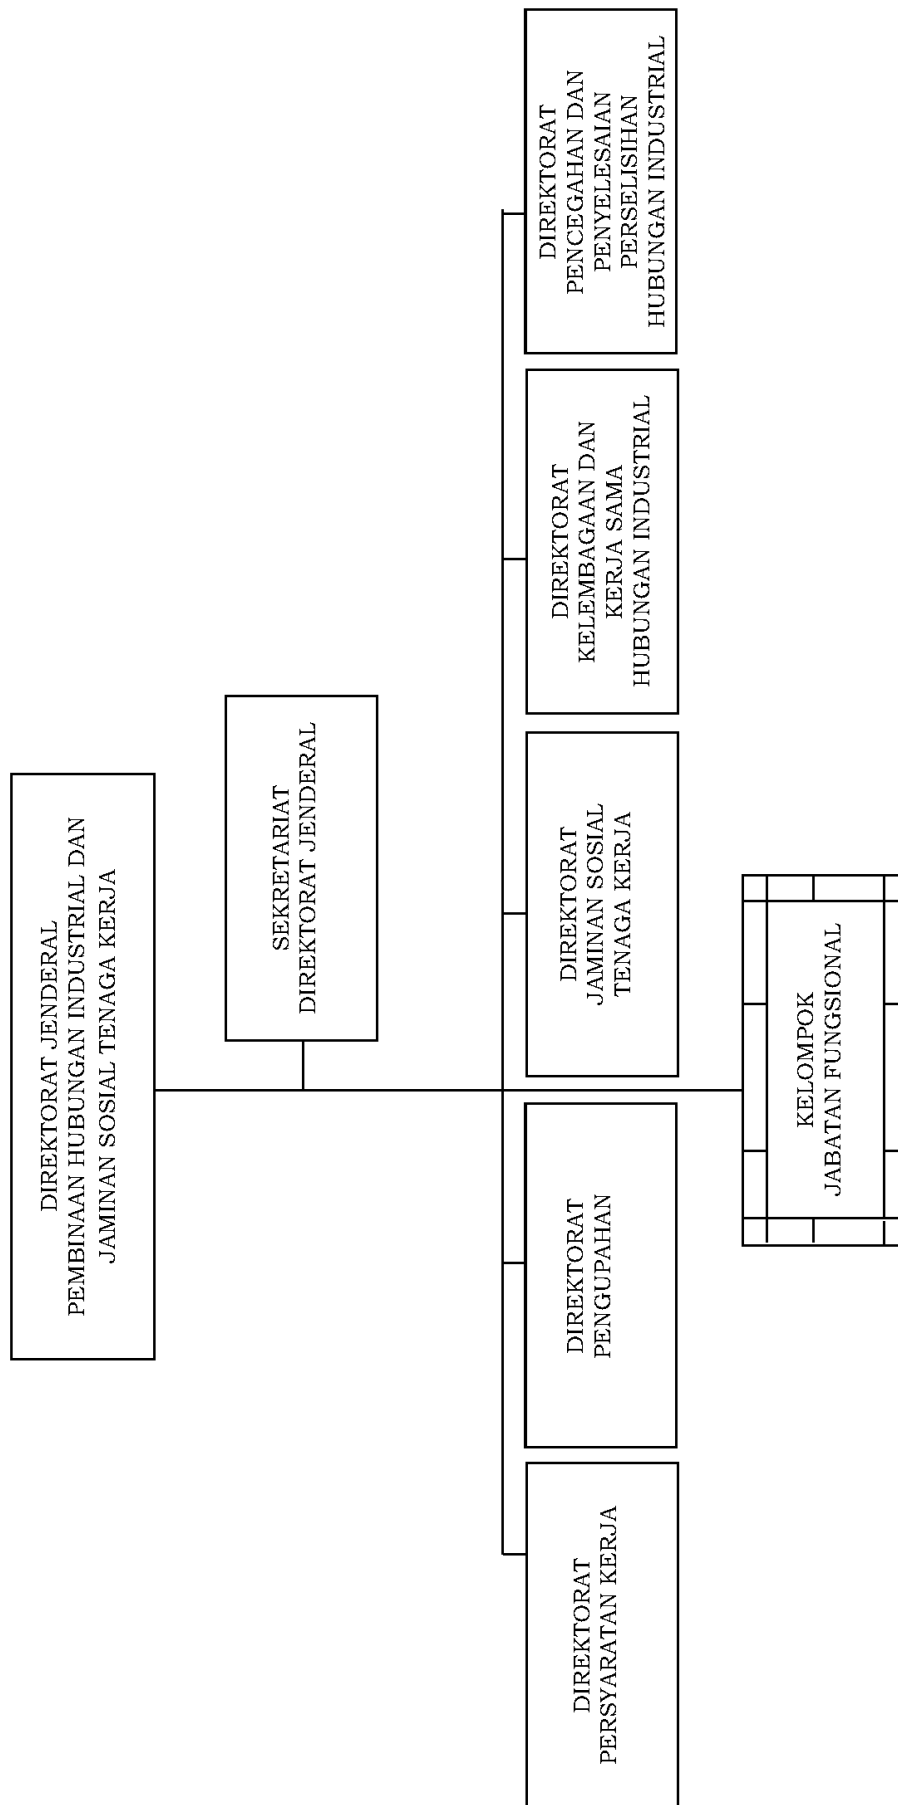 DIREKTORAT JENDERAL
PEMBINAAN HUBUNGAN INDUSTRIAL DAN
JAMINAN SOSIAL TENAGA KERJA
SEKRETARIAT
DIREKTORAT JENDERAL
DIREKTORAT
PERSYARATAN KERJA
DIREKTORAT
PENGUPAHAN
DIREKTORAT
JAMINAN SOSIAL
TENAGA KERJA
DIREKTORAT
KELEMBAGAAN DAN
KERJA SAMA
HUBUNGAN INDUSTRIAL
DIREKTORAT
PENCEGAHAN DAN
PENYELESAIAN
PERSELISIHAN
HUBUNGAN INDUSTRIAL
KELOMPOK
JABATAN FUNGSIONAL